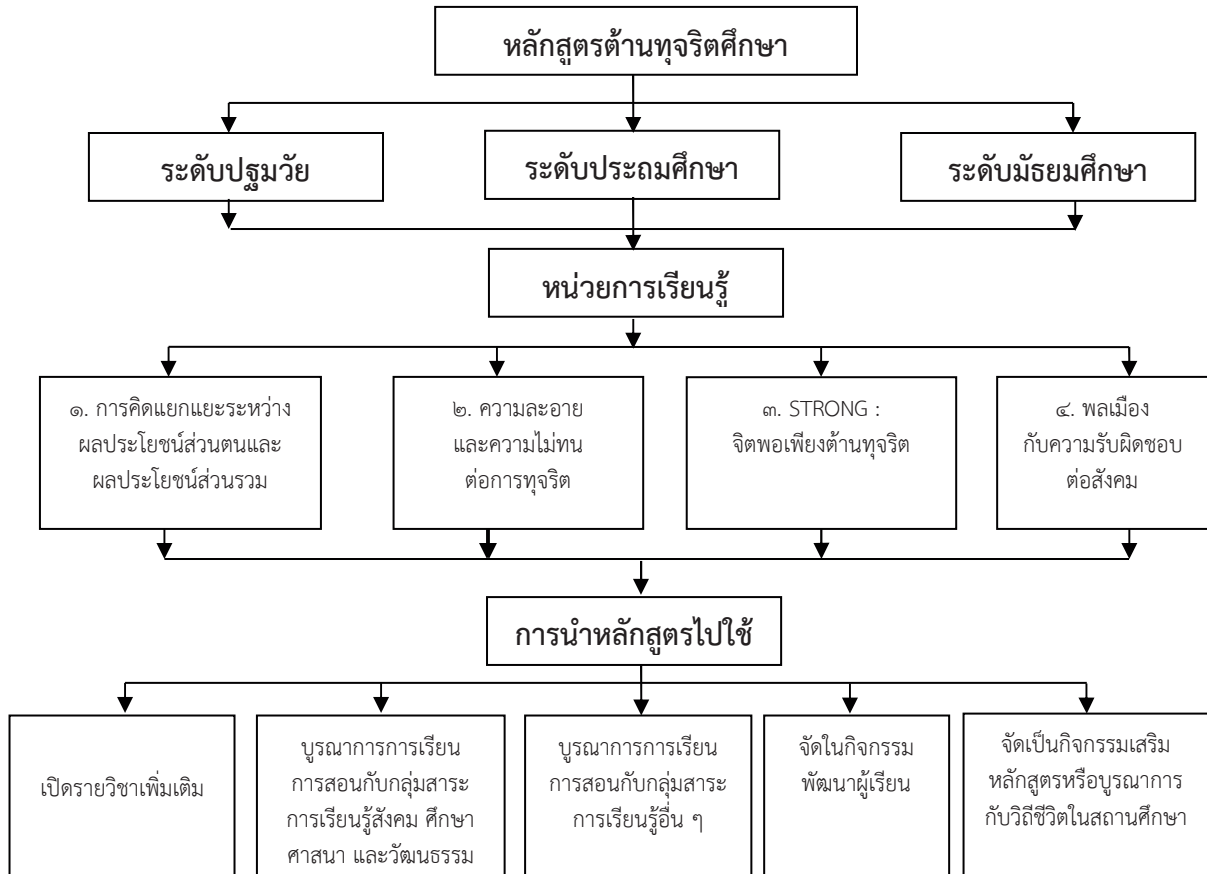 หลักสูตรต้านทุจริตศึกษา
ระดับปฐมวัย
ระดับประถมศึกษา
ระดับมัธยมศึกษา
หน่วยการเรียนรู้
๑. การคิดแยกแยะระหว่าง
ผลประโยชน์ส่วนตนและ
ผลประโยชน์ส่วนรวม
๒. ความละอาย
และความไม่ทน
ต่อการทุจริต
๓. STRONG :
จิตพอเพียงต้านทุจริต
๔. พลเมือง
กับความรับผิดชอบ
ต่อสังคม
การนำหลักสูตรไปใช้
เปิดรายวิชาเพิ่มเติม
บูรณาการการเรียน
การสอนกับกลุ่มสาระ
การเรียนรู้สังคม ศึกษา
ศาสนา และวัฒนธรรม
บูรณาการการเรียน
การสอนกับกลุ่มสาระ
การเรียนรู้อื่น ๆ
จัดในกิจกรรม
พัฒนาผู้เรียน
จัดเป็นกิจกรรมเสริม
หลักสูตรหรือบูรณาการ
กับวิถีชีวิตในสถานศึกษา